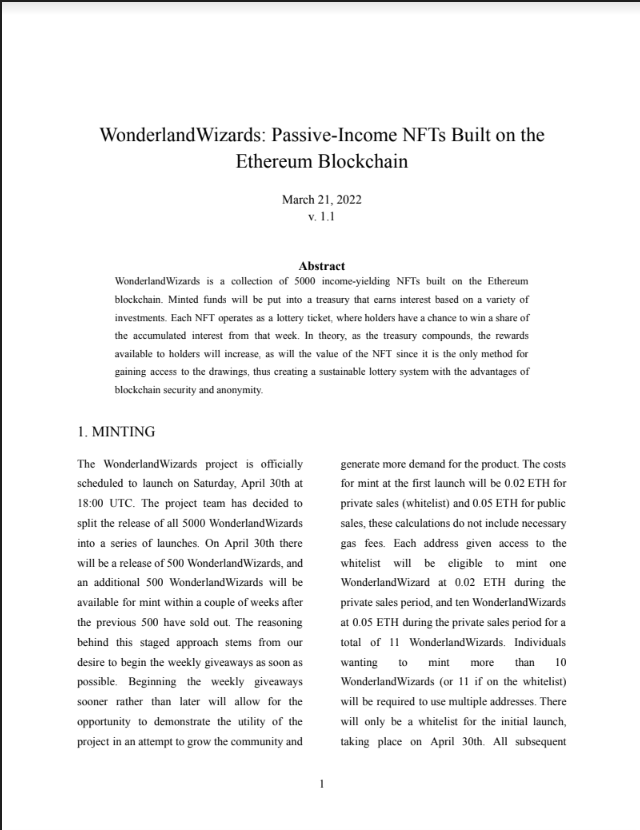 WonderlandWizards: Passive-Income NFTs Built on the
Ethereum Blockchain
March 21, 2022
v. 1.1
Abstract
WonderlandWizards is a collection of 5000 income-yielding NFTs built on the Ethereum
blockchain. Minted funds will be put into a treasury that earns interest based on a variety of
investments. Each NFT operates as a lottery ticket, where holders have a chance to win a share of
the accumulated interest from that week. In theory, as the treasury compounds, the rewards
available to holders will increase, as will the value of the NFT since it is the only method for
gaining access to the drawings, thus creating a sustainable lottery system with the advantages of
blockchain security and anonymity.
1. MINTING
The WonderlandWizards project is officially
scheduled to launch on Saturday, April 30th at
18:00 UTC. The project team has decided to
split the release of all 5000 WonderlandWizards
into a series of launches. On April 30th there
will be a release of 500 WonderlandWizards, and
an additional 500 WonderlandWizards will be
available for mint within a couple of weeks after
the previous 500 have sold out. The reasoning
behind this staged approach stems from our
desire to begin the weekly giveaways as soon as
possible. Beginning the weekly giveaways
sooner rather than later will allow for the
opportunity to demonstrate the utility of the
project in an attempt to grow the community and
generate more demand for the product. The costs
for mint at the first launch will be 0.02 ETH for
private sales (whitelist) and 0.05 ETH for public
sales, these calculations do not include necessary
gas fees. Each address given access to the
whitelist will be eligible to mint one
WonderlandWizard at 0.02 ETH during the
private sales period, and ten WonderlandWizards
at 0.05 ETH during the private sales period for a
total of 11 WonderlandWizards. Individuals
wanting to mint more than 10
WonderlandWizards (or 11 if on the whitelist)
will be required to use multiple addresses. There
will only be a whitelist for the initial launch,
taking place on April 30th. All subsequent
1